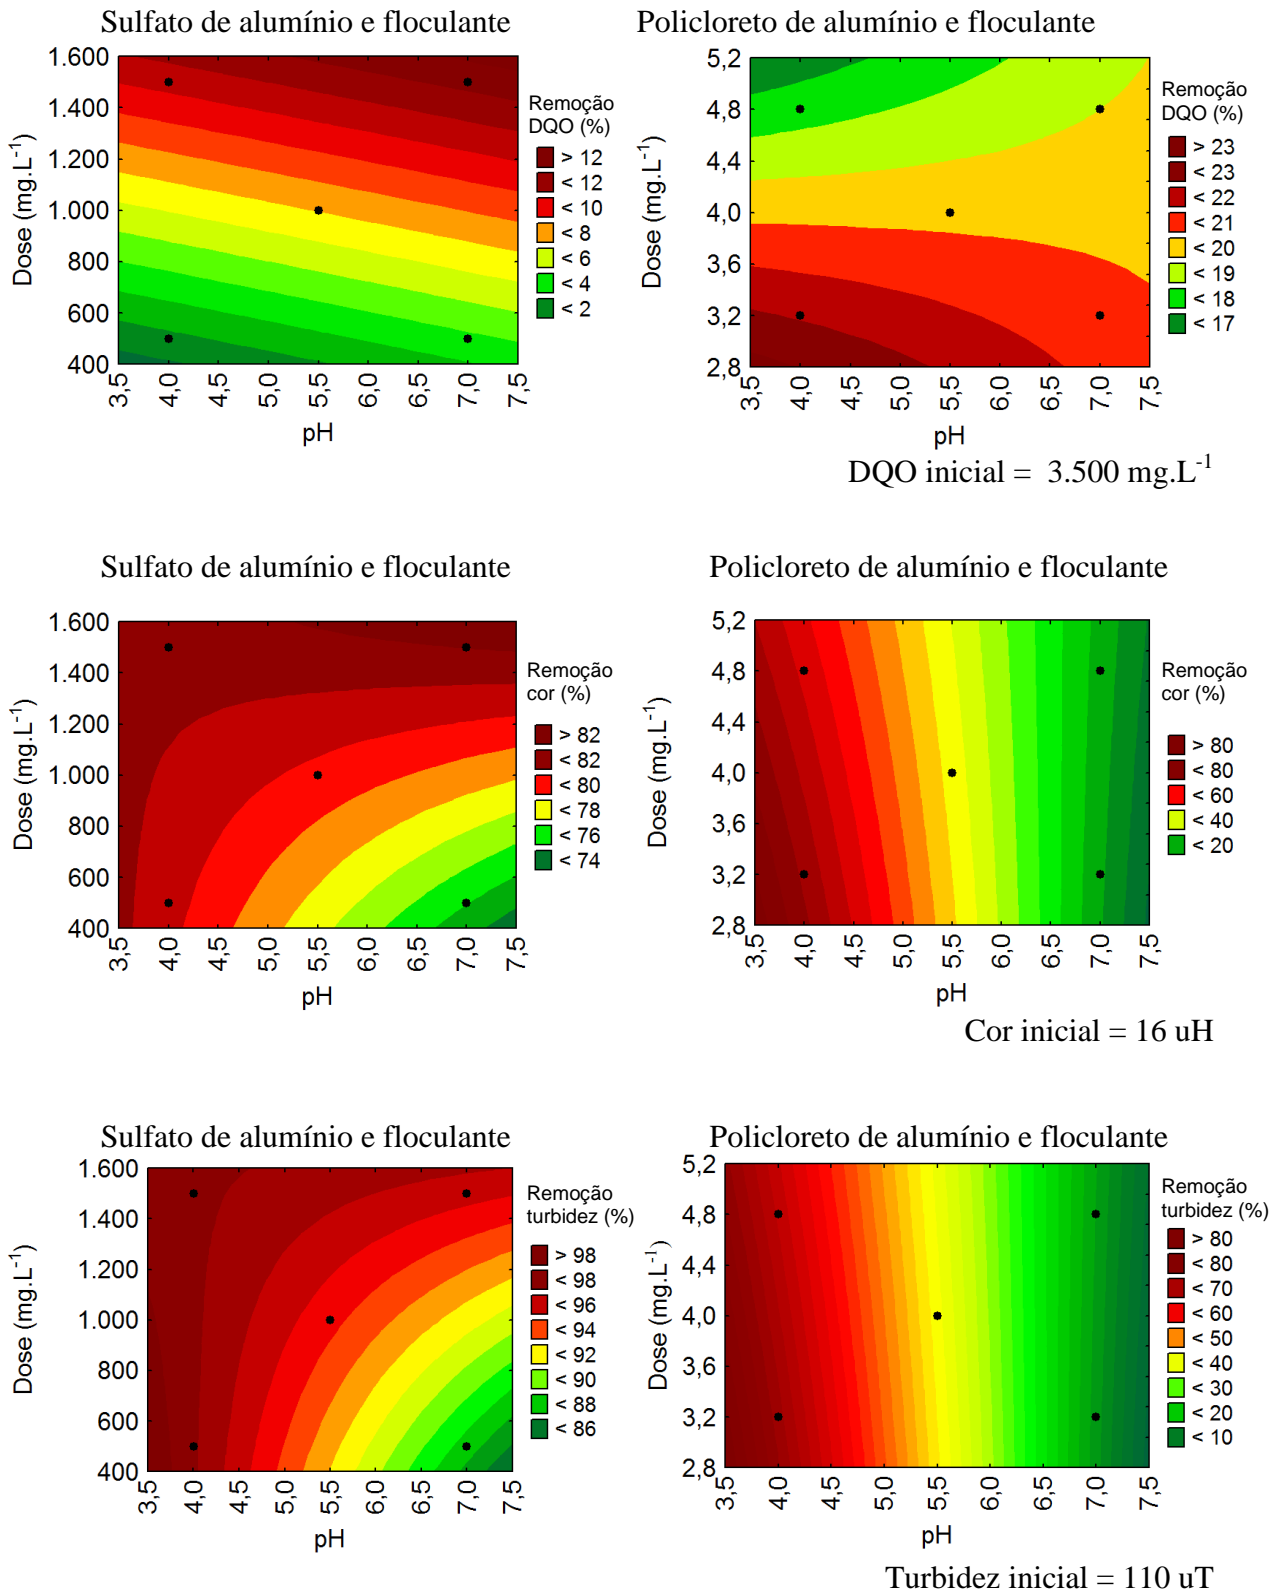 Sulfato de alumínio e floculante
1.600
1.400
1.200
1.000
800
600
400
Dose (mg.L-1)
3,5 4,0 4,5 5,0 5,5 6,0 6,5 7,0 7,5
pH
Remoção
DQO (%)
> 12
< 12
< 10
< 8
< 6
< 4
< 2
Policloreto de alumínio e floculante
5,2
4,8
4,4
4,0
3,6
3,2
2,8
Dose (mg.L-1)
3,5 4,0 4,5 5,0 5,5 6,0 6,5 7,0 7,5
pH
Remoção
DQO (%)
> 23
< 23
< 22
< 21
< 20
< 19
< 18
< 17
DQO inicial = 3.500 mg.L-1
Sulfato de alumínio e floculante
1.600
1.400
1.200
1.000
800
600
400
Dose (mg.L-1)
3,5 4,0 4,5 5,0 5,5 6,0 6,5 7,0 7,5
pH
Remoção
cor (%)
> 82
< 82
< 80
< 78
< 76
< 74
Policloreto de alumínio e floculante
5,2
4,8
4,4
4,0
3,6
3,2
2,8
Dose (mg.L-1)
3,5 4,0 4,5 5,0 5,5 6,0 6,5 7,0 7,5
pH
Remoção
cor (%)
> 80
< 80
< 60
< 40
< 20
Cor inicial = 16 uH
Sulfato de alumínio e floculante
1.600
1.400
1.200
1.000
800
600
400
Dose (mg.L-1)
3,5 4,0 4,5 5,0 5,5 6,0 6,5 7,0 7,5
pH
Remoção
turbidez (%)
> 98
< 98
< 96
< 94
< 92
< 90
< 88
< 86
Policloreto de alumínio e floculante
5,2
4,8
4,4
4,0
3,6
3,2
2,8
Dose (mg.L-1)
3,5 4,0 4,5 5,0 5,5 6,0 6,5 7,0 7,5
pH
Remoção
turbidez (%)
> 80
< 80
< 70
< 60
< 50
< 40
< 30
< 20
< 10
Turbidez inicial = 110 uT